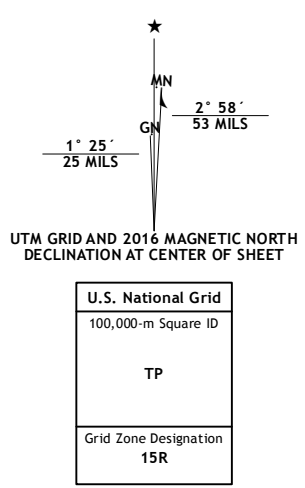 ★
MN
GN
2° 58´
53 MILS
1° 25´
25 MILS
UTM GRID AND 2016 MAGNETIC NORTH
DECLINATION AT CENTER OF SHEET
U.S. National Grid
100,000-m Square ID
TP
Grid Zone Designation
15R